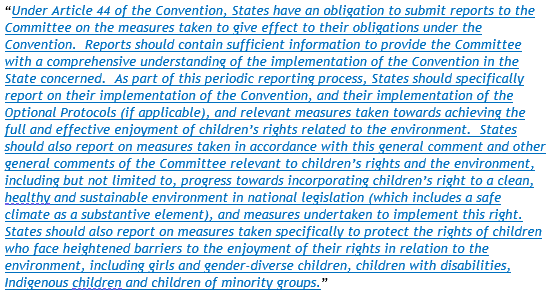 “Under Article 44 of the Convention, States have an obligation to submit reports to the
Committee on the measures taken to give effect to their obligations under the
Convention.  Reports should contain sufficient information to provide the Committee
with a comprehensive understanding of the implementation of the Convention in the
State concerned.  As part of this periodic reporting process, States should specifically
report on their implementation of the Convention, and their implementation of the
Optional Protocols (if applicable), and relevant measures taken towards achieving the
full and effective enjoyment of children’s rights related to the environment.  States
should also report on measures taken in accordance with this general comment and other
general comments of the Committee relevant to children’s rights and the environment,
including but not limited to, progress towards incorporating children’s right to a clean,
healthy and sustainable environment in national legislation (which includes a safe
climate as a substantive element), and measures undertaken to implement this right.
States should also report on measures taken specifically to protect the rights of children
who face heightened barriers to the enjoyment of their rights in relation to the
environment, including girls and gender-diverse children, children with disabilities,
Indigenous children and children of minority groups.”